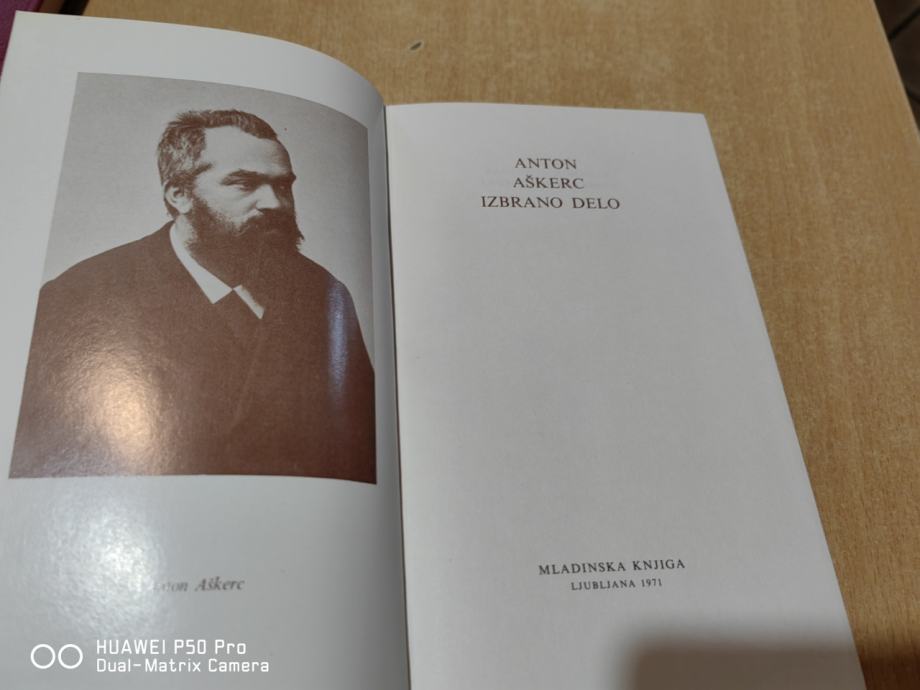 ANTON
AŠKERC
IZBRANO DELO
Aškerc
MLADINSKA KNJIGA
LJUBLJANA 1971
HUAWEI P50 Pro
Dual-Matrix Camera